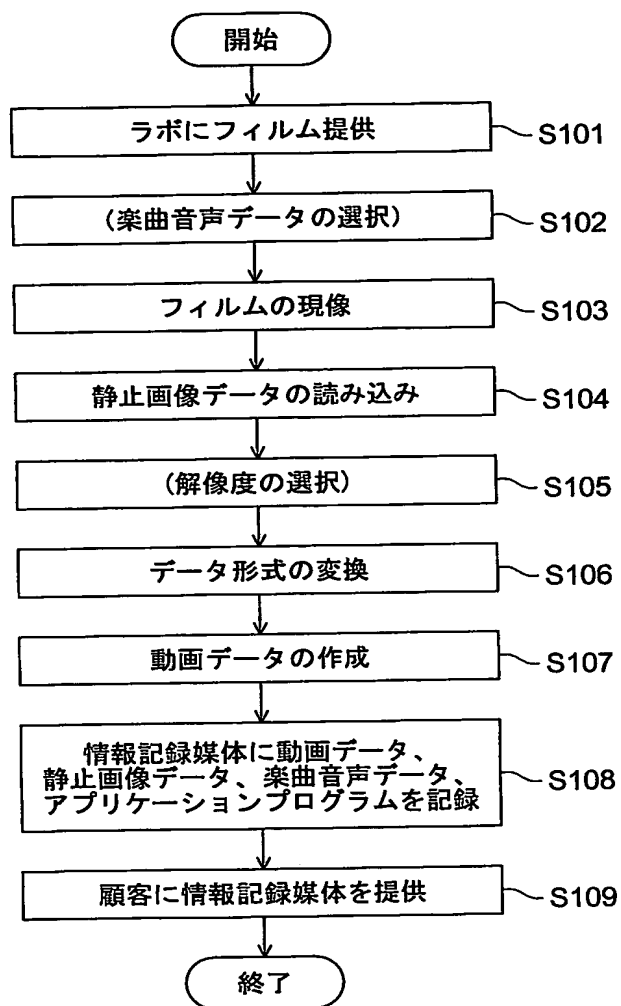 開始
ラボにフィルム提供
S101
(楽曲音声データの選択)
S102
フィルムの現像
S103
静止画像データの読み込み
S104
(解像度の選択)
S105
データ形式の変換
S106
動画データの作成
S107
情報記録媒体に動画データ、
静止画像データ、楽曲音声データ、
アプリケーションプログラムを記録
S108
顧客に情報記録媒体を提供
S109
終了